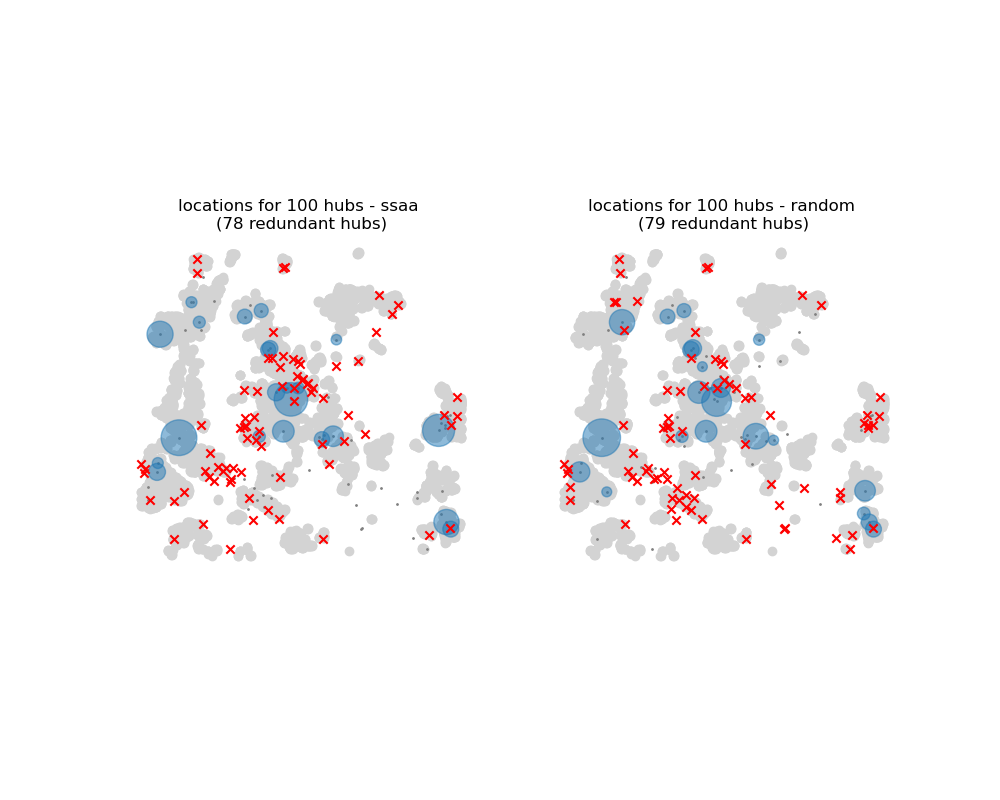 locations for 100 hubs - ssaa
(78 redundant hubs)
locations for 100 hubs - random
(79 redundant hubs)